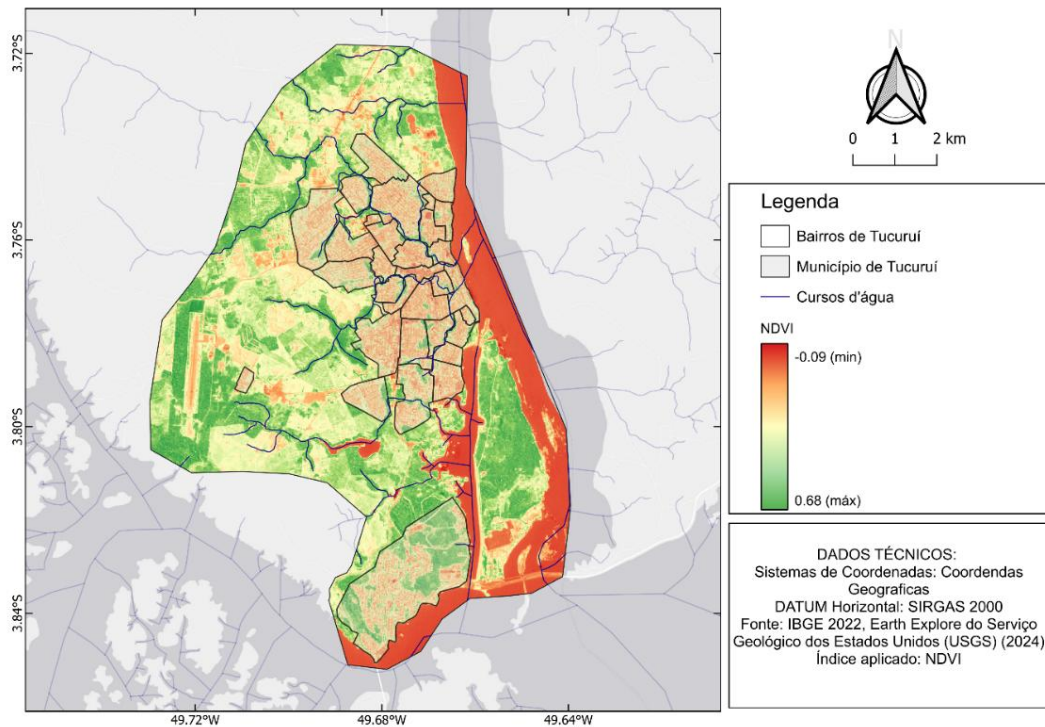 3.72°S
3.76°S
3.80°S
3.84°S
49.72°W
49.68°W
49.64°W
N
0 1 2 km
Legenda
Bairros de Tucuruí
Município de Tucuruí
Cursos d'água
NDVI
-0.09 (min)
0.68 (máx)
DADOS TÉCNICOS:
Sistemas de Coordenadas: Coordendas
Geograficas
DATUM Horizontal: SIRGAS 2000
Fonte: IBGE 2022, Earth Explore do Serviço
Geológico dos Estados Unidos (USGS) (2024)
Índice aplicado: NDVI